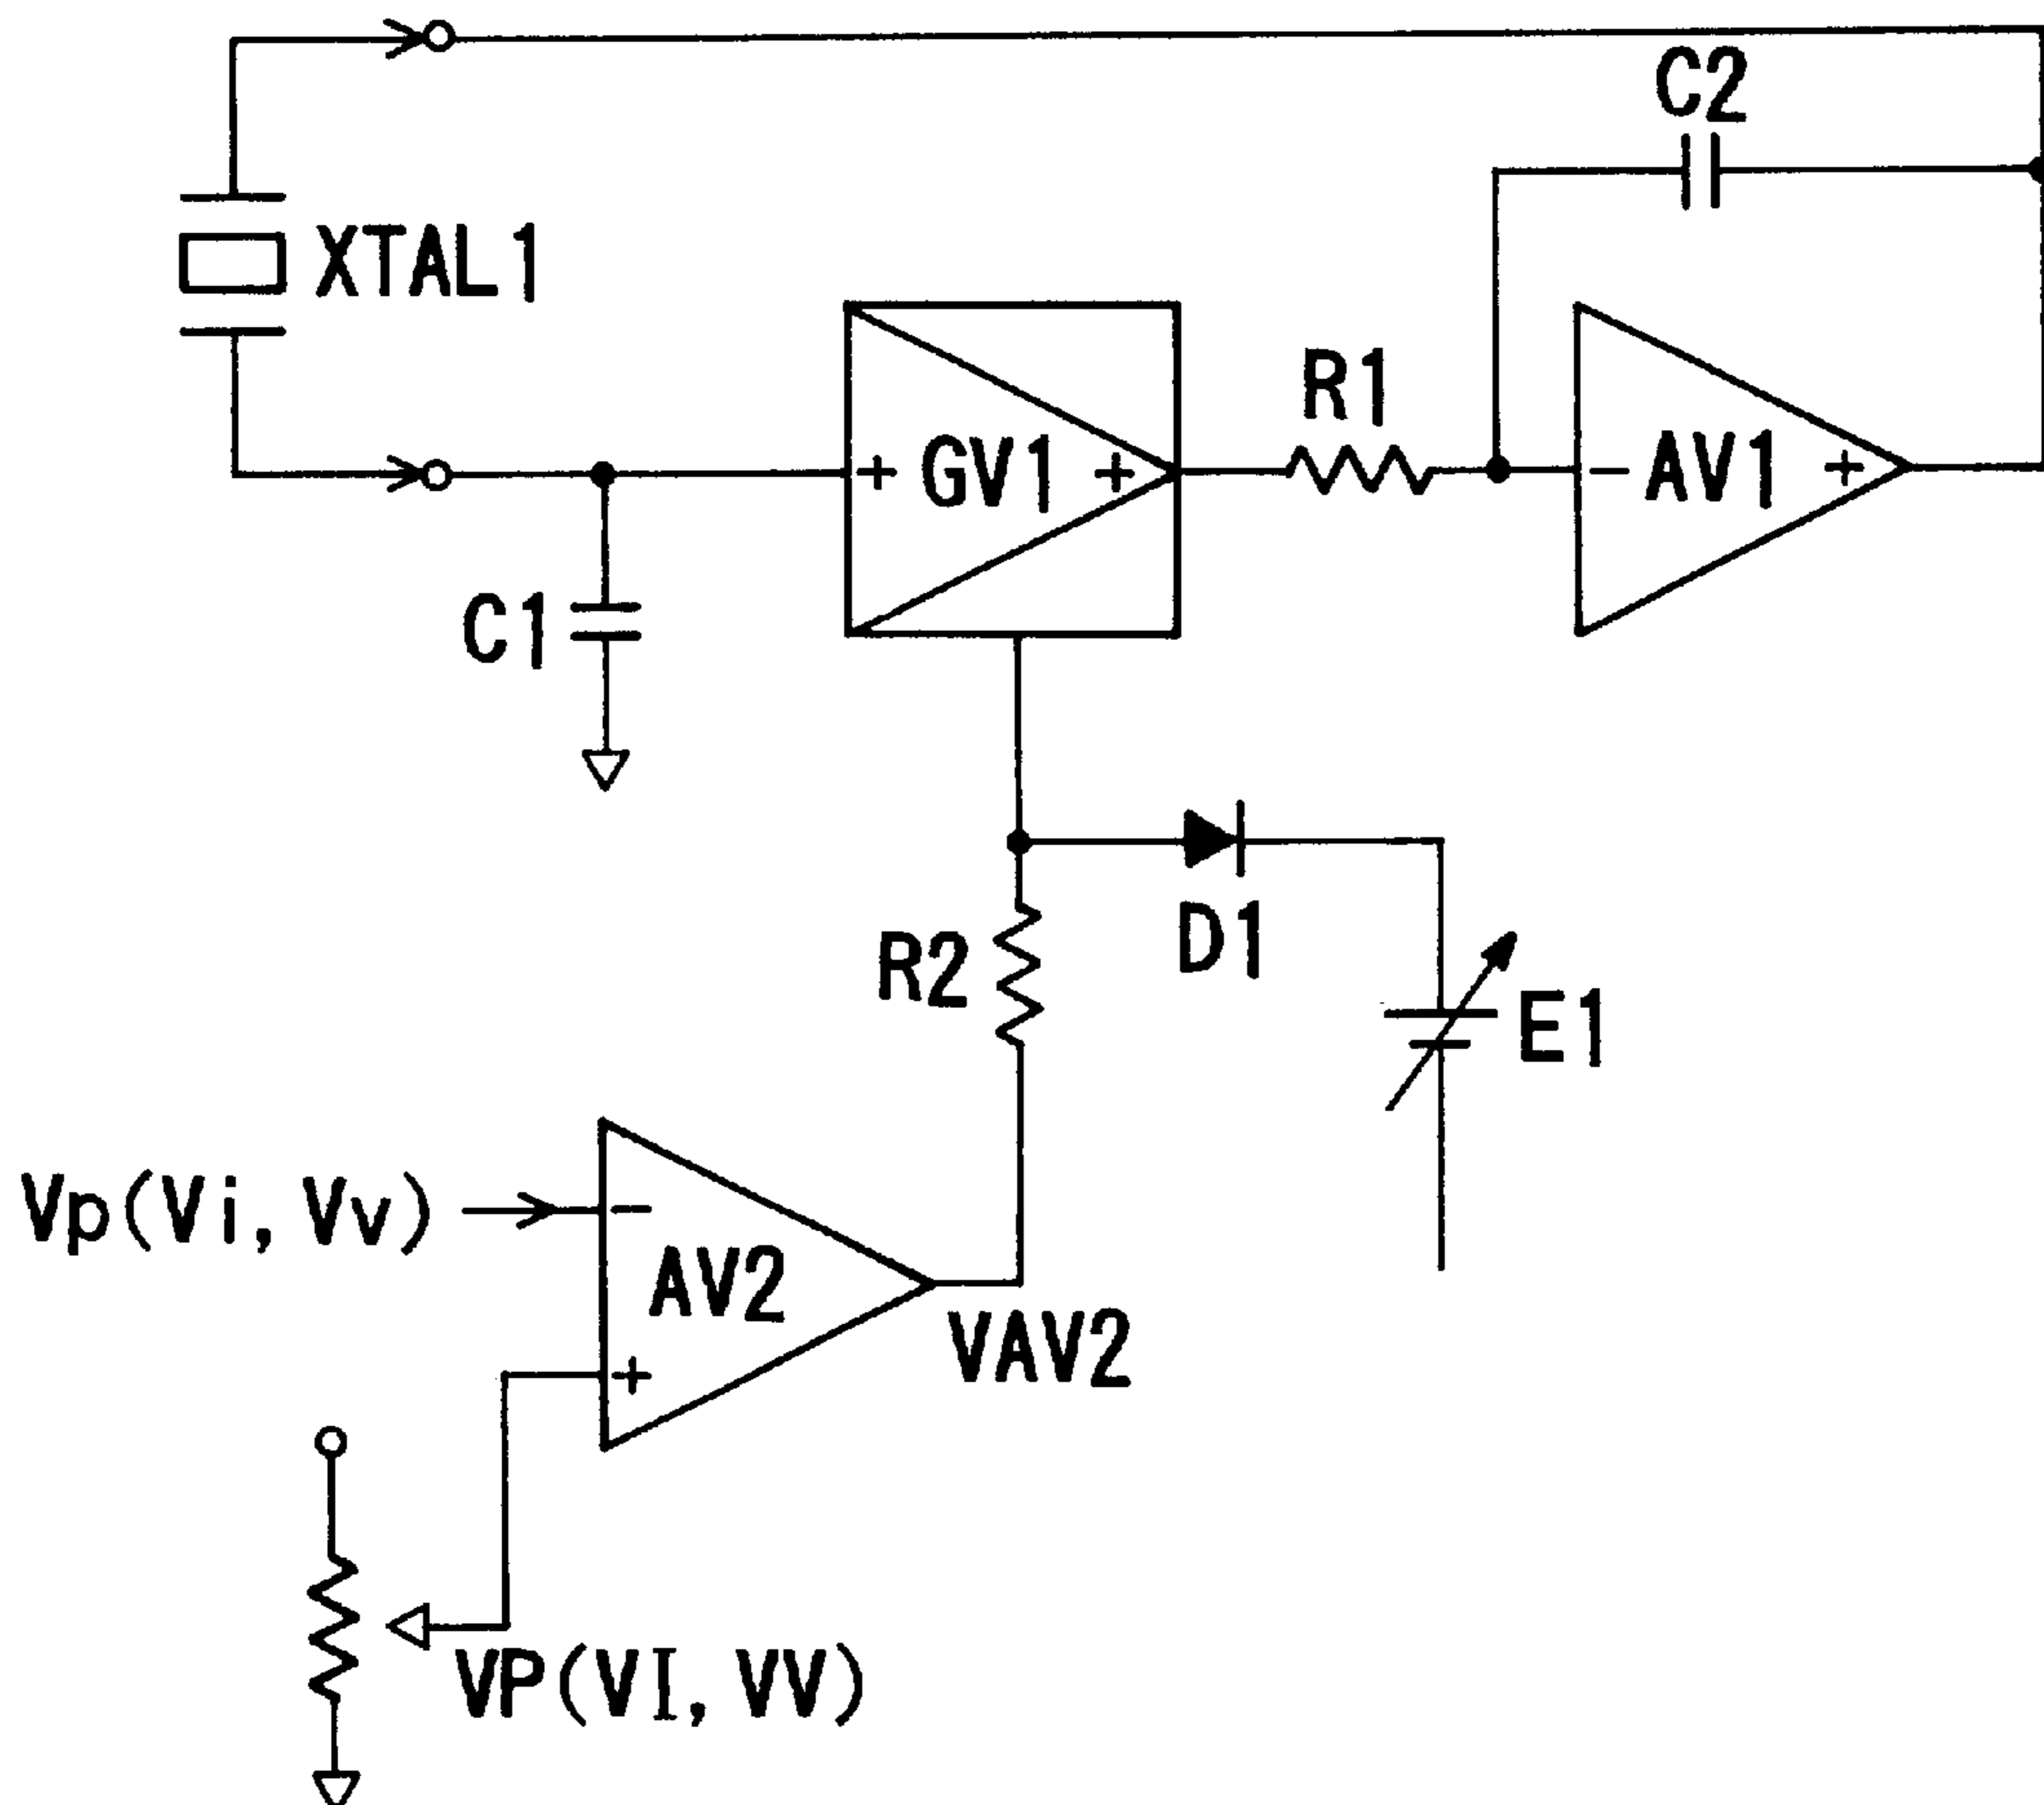 C2
XTAL1
R1
+ GV1 +
- AV1 +
C1
D1
R2
E1
Vp(Vi, Vv)
-
AV2
VAV2
+
VP(VI, VV)